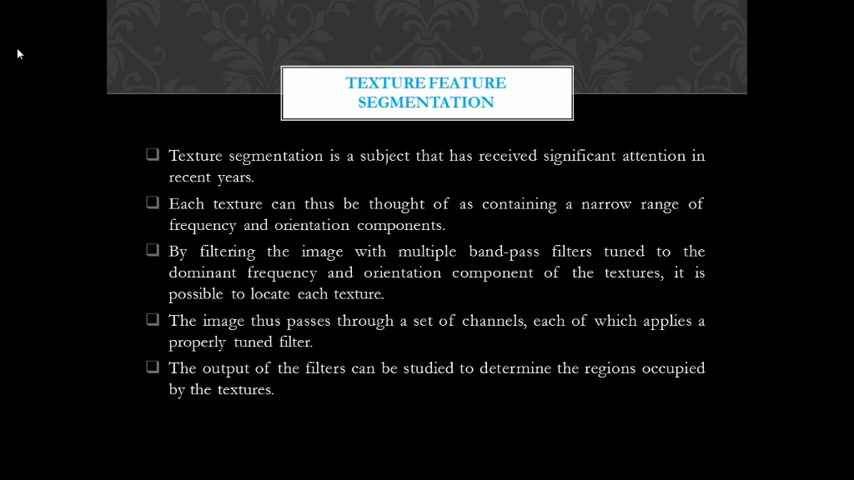 TEXTURE FEATURE
SEGMENTATION
Texture segmentation is a subject that has received significant attention in
recent years.
Each texture can thus be thought of as containing a narrow range of
frequency and orientation components.
By filtering the image with multiple band-pass filters tuned to the
dominant frequency and orientation component of the textures, it is
possible to locate each texture.
The image thus passes through a set of channels, each of which applies a
properly tuned filter.
The output of the filters can be studied to determine the regions occupied
by the textures.